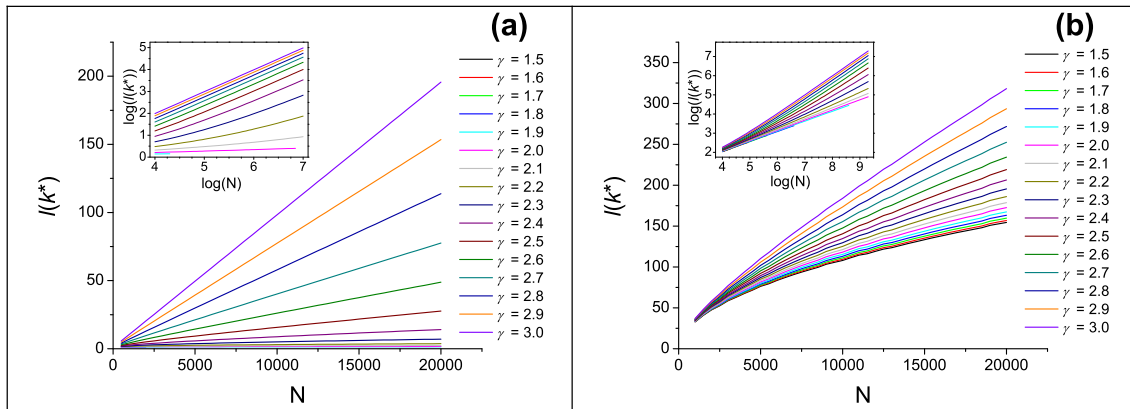 (a)
200
150
100
50
0
0
5000
10000
15000
20000
l(k*)
N
5
4
3
2
1
0
4
5
6
7
log(l(k*))
log(N)
γ = 1.5
γ = 1.6
γ = 1.7
γ = 1.8
γ = 1.9
γ = 2.0
γ = 2.1
γ = 2.2
γ = 2.3
γ = 2.4
γ = 2.5
γ = 2.6
γ = 2.7
γ = 2.8
γ = 2.9
γ = 3.0
(b)
350
300
250
200
150
100
50
0
0
5000
10000
15000
20000
l(k*)
N
7
6
5
4
3
2
4
5
6
7
8
9
log(l(k*))
log(N)
γ = 1.5
γ = 1.6
γ = 1.7
γ = 1.8
γ = 1.9
γ = 2.0
γ = 2.1
γ = 2.2
γ = 2.3
γ = 2.4
γ = 2.5
γ = 2.6
γ = 2.7
γ = 2.8
γ = 2.9
γ = 3.0